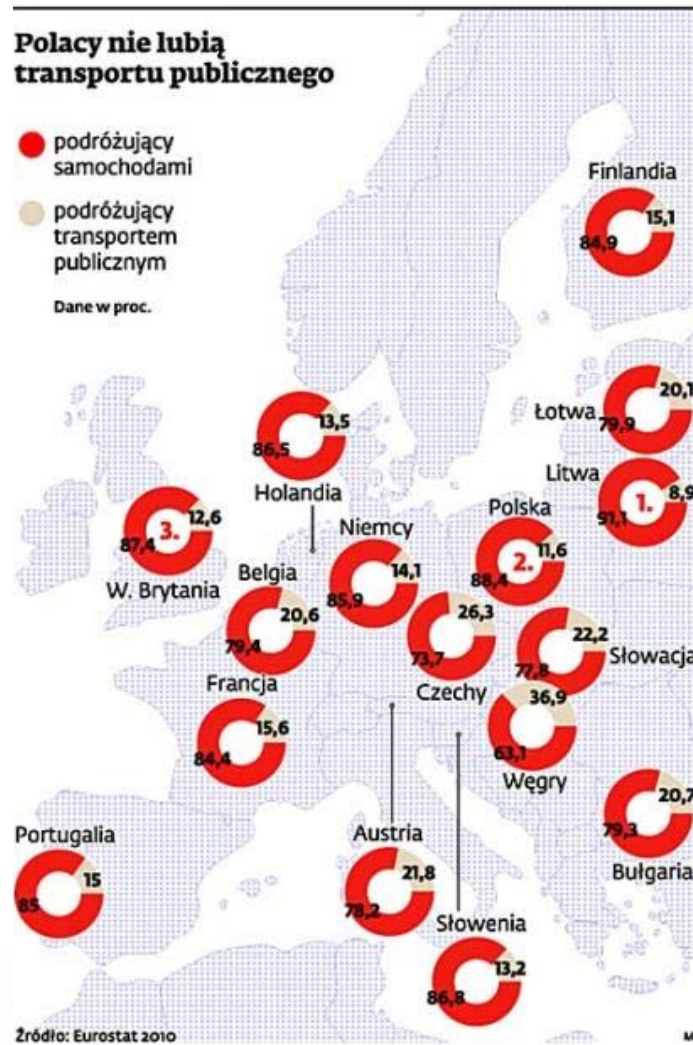 Polacy nie lubią
transportu publicznego
podróżujący
samochodami
podróżujący
transportem
publicznym
Dane w proc.
Finlandia
15,1
84,9
Łotwa
20,1
79,9
Litwa
1.
8,9
91,1
Holandia
13,5
86,5
W. Brytania
3.
12,6
87,4
Niemcy
14,1
85,9
Polska
2.
11,6
88,4
Belgia
20,6
79,4
Czechy
26,3
73,7
Słowacja
22,2
77,8
Francja
15,6
84,4
Węgry
36,9
63,1
Bułgaria
20,7
79,3
Portugalia
15
85
Austria
21,8
78,2
Słowenia
13,2
86,8
Źródło: Eurostat 2010
M